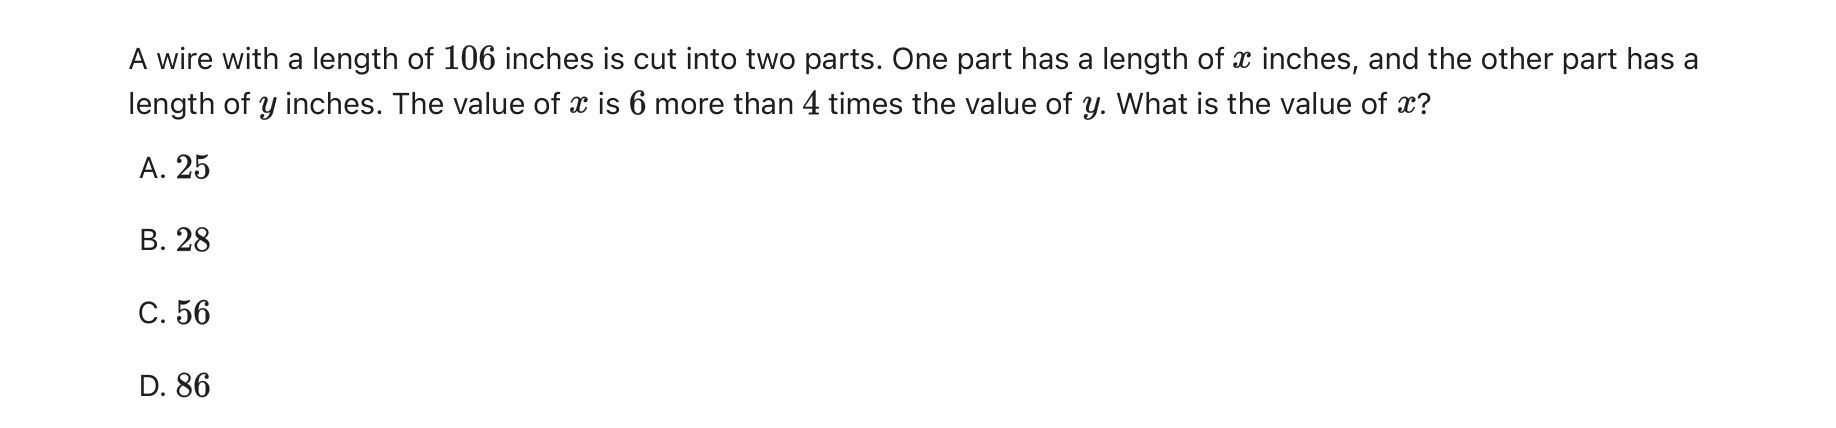 A wire with a length of 106 inches is cut into two parts. One part has a length of x inches, and the other part has a
length of y inches. The value of x is 6 more than 4 times the value of y. What is the value of x?
A. 25
B. 28
C. 56
D. 86